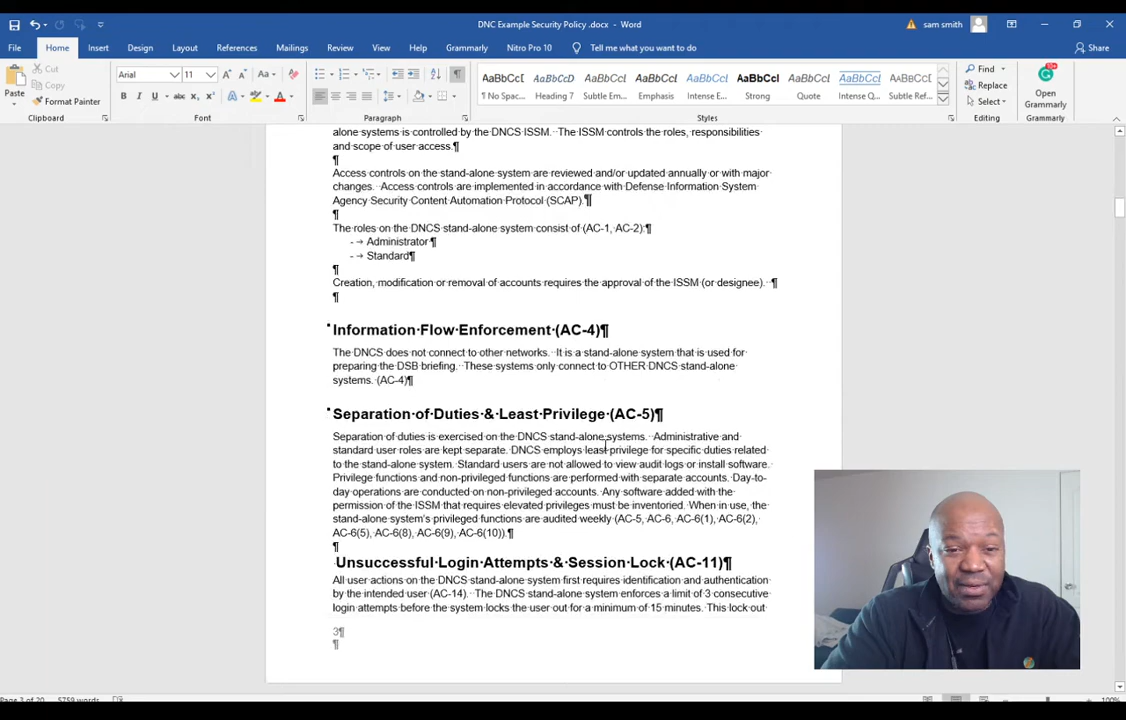 DNC Example Security Policy .docx - Word
sam smith
File Home Insert Design Layout References Mailings Review View Help Grammarly Nitro Pro 10 Tell me what you want to do Share
Cut
Copy
Format Painter
Paste
Clipboard
Arial 11
Font
Paragraph
AaBbCcI AaBbCcD AaBbCcI AaBbCcI AaBbCcI AaBbCcI AaBbCcI AaBbCcI AaBbCcI
¶ No Spac... Heading 7 Subtle Em... Emphasis Intense E... Strong Quote Intense Q... Subtle Ref...
Styles
Find
Replace
Select
Editing
Open
Grammarly
Grammarly
alone systems is controlled by the DNCS ISSM. The ISSM controls the roles, responsibilities
and scope of user access.¶
¶
Access controls on the stand-alone system are reviewed and/or updated annually or with major
changes. Access controls are implemented in accordance with Defense Information System
Agency Security Content Automation Protocol (SCAP).¶
¶
The roles on the DNCS stand-alone system consist of (AC-1, AC-2):¶
- → Administrator¶
- → Standard¶
¶
Creation, modification or removal of accounts requires the approval of the ISSM (or designee). ¶
¶
Information Flow Enforcement (AC-4)¶
The DNCS does not connect to other networks. It is a stand-alone system that is used for
preparing the DSB briefing. These systems only connect to OTHER DNCS stand-alone
systems. (AC-4)¶
Separation of Duties & Least Privilege (AC-5)¶
Separation of duties is exercised on the DNCS stand-alone systems. Administrative and
standard user roles are kept separate. DNCS employs least privilege for specific duties related
to the stand-alone system. Standard users are not allowed to view audit logs or install software.
Privilege functions and non-privileged functions are performed with separate accounts. Day-to-
day operations are conducted on non-privileged accounts. Any software added with the
permission of the ISSM that requires elevated privileges must be inventoried. When in use, the
stand-alone system's privileged functions are audited weekly (AC-5, AC-6, AC-6(1), AC-6(2),
AC-6(5), AC-6(8), AC-6(9), AC-6(10)).¶
¶
Unsuccessful Login Attempts & Session Lock (AC-11)¶
All user actions on the DNCS stand-alone system first requires identification and authentication
by the intended user (AC-14). The DNCS stand-alone system enforces a limit of 3 consecutive
login attempts before the system locks the user out for a minimum of 15 minutes. This lock out
3¶
¶
Page 3 of 20 5759 words 100%